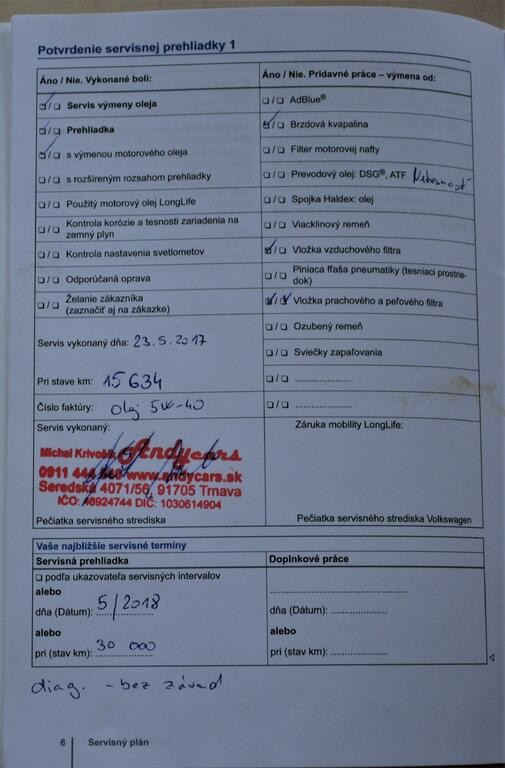 Potvrdenie servisnej prehliadky 1
Áno / Nie. Vykonané boli:
☑/❏ Servis výmeny oleja
☑/❏ Prehliadka
☑/❏ s výmenou motorového oleja
❏/❏ s rozšíreným rozsahom prehliadky
❏/❏ Použitý motorový olej LongLife
❏/❏ Kontrola korózie a tesnosti zariadenia na
zemný plyn
❏/❏ Kontrola nastavenia svetlometov
❏/❏ Odporúčaná oprava
❏/❏ Želanie zákazníka
(zaznačiť aj na zákazke)
Servis vykonaný dňa: 23.5.2017
Pri stave km: 15634
Číslo faktúry: olej 5W-40
Servis vykonaný:
Michal Krivošík Andycars
0911 444 www.andycars.sk
Seredská 4071/56, 91705 Trnava
IČO: 46924744 DIČ: 1030614904
Pečiatka servisného strediska
Áno / Nie. Prídavné práce – výmena od:
❏/❏ AdBlue®
☑/❏ Brzdová kvapalina
❏/❏ Filter motorovej nafty
❏/❏ Prevodový olej: DSG®, ATF
❏/❏ Spojka Haldex: olej
❏/❏ Viacklinový remeň
☑/❏ Vložka vzduchového filtra
❏/❏ Plniaca fľaša pneumatiky (tesniaci prostrie-
dok)
☑/☑ Vložka prachového a peľového filtra
❏/❏ Ozubený remeň
❏/❏ Sviečky zapaľovania
❏/❏ .....................
❏/❏ .....................
Záruka mobility LongLife:
Pečiatka servisného strediska Volkswagen
Vaše najbližšie servisné termíny
Servisná prehliadka
❏ podľa ukazovateľa servisných intervalov
alebo
dňa (Dátum): 5/2018
alebo
pri (stav km): 30 000
Doplnkové práce
.....................
dňa (Dátum): .....................
alebo
pri (stav km): .....................
diag. - bez závad
6 Servisný plán